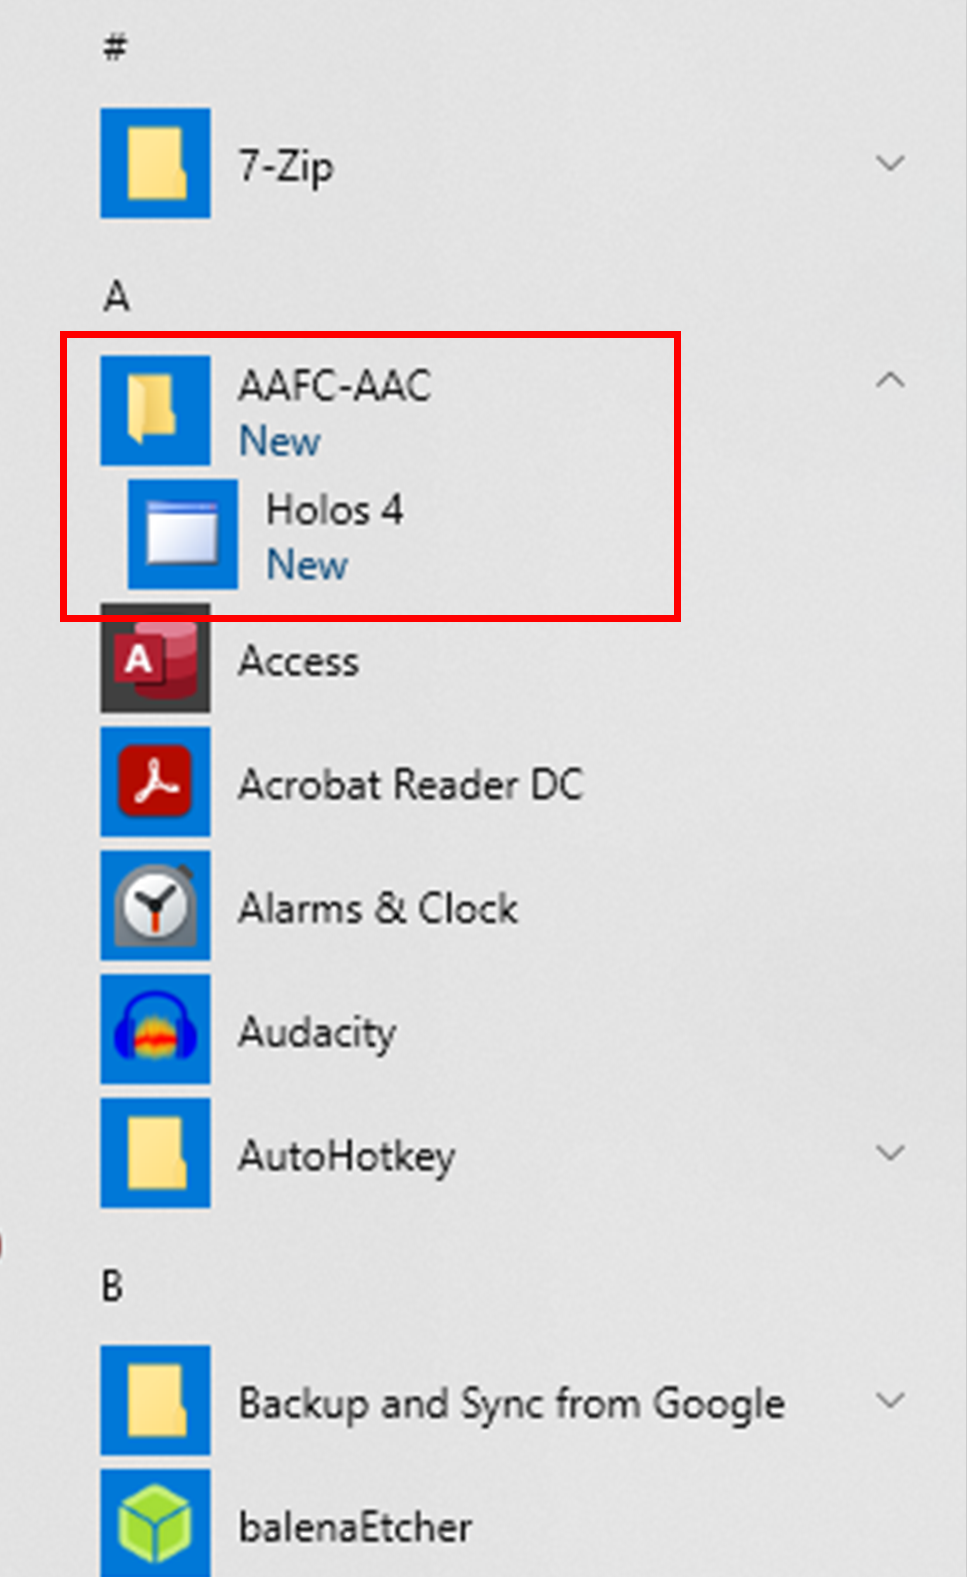 #
7-Zip
A
AAFC-AAC
New
Holos 4
New
A
Access
Acrobat Reader DC
Alarms & Clock
Audacity
AutoHotkey
B
Backup and Sync from Google
balenaEtcher